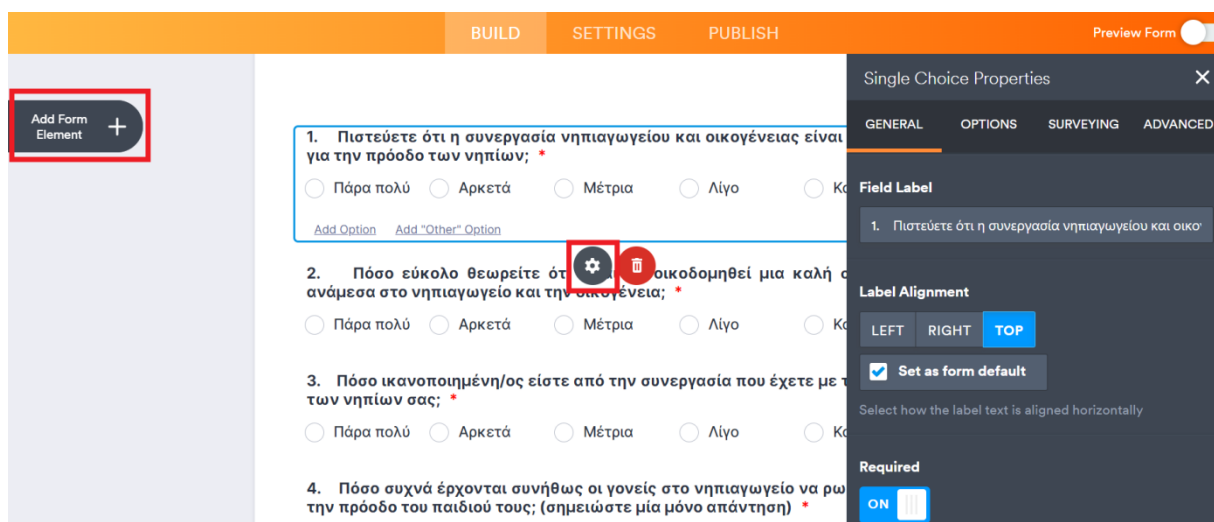 BUILD SETTINGS PUBLISH Preview Form
Add Form
Element
1. Πιστεύετε ότι η συνεργασία νηπιαγωγείου και οικογένειας είναι
για την πρόοδο των νηπίων; *
Πάρα πολύ Αρκετά Μέτρια Λίγο
Add Option Add "Other" Option
2. Πόσο εύκολο θεωρείτε οικοδομηθεί μια καλή
ανάμεσα στο νηπιαγωγείο και την οικογένεια; *
Πάρα πολύ Αρκετά Μέτρια Λίγο
3. Πόσο ικανοποιημένη/ος είστε από την συνεργασία που έχετε με
των νηπίων σας; *
Πάρα πολύ Αρκετά Μέτρια Λίγο
4. Πόσο συχνά έρχονται συνήθως οι γονείς στο νηπιαγωγείο να
την πρόοδο του παιδιού τους; (σημειώστε μία μόνο απάντηση) *
Single Choice Properties
GENERAL OPTIONS SURVEYING ADVANCED
Field Label
1. Πιστεύετε ότι η συνεργασία νηπιαγωγείου και
Label Alignment
LEFT RIGHT TOP
Set as form default
Select how the label text is aligned horizontally
Required
ON